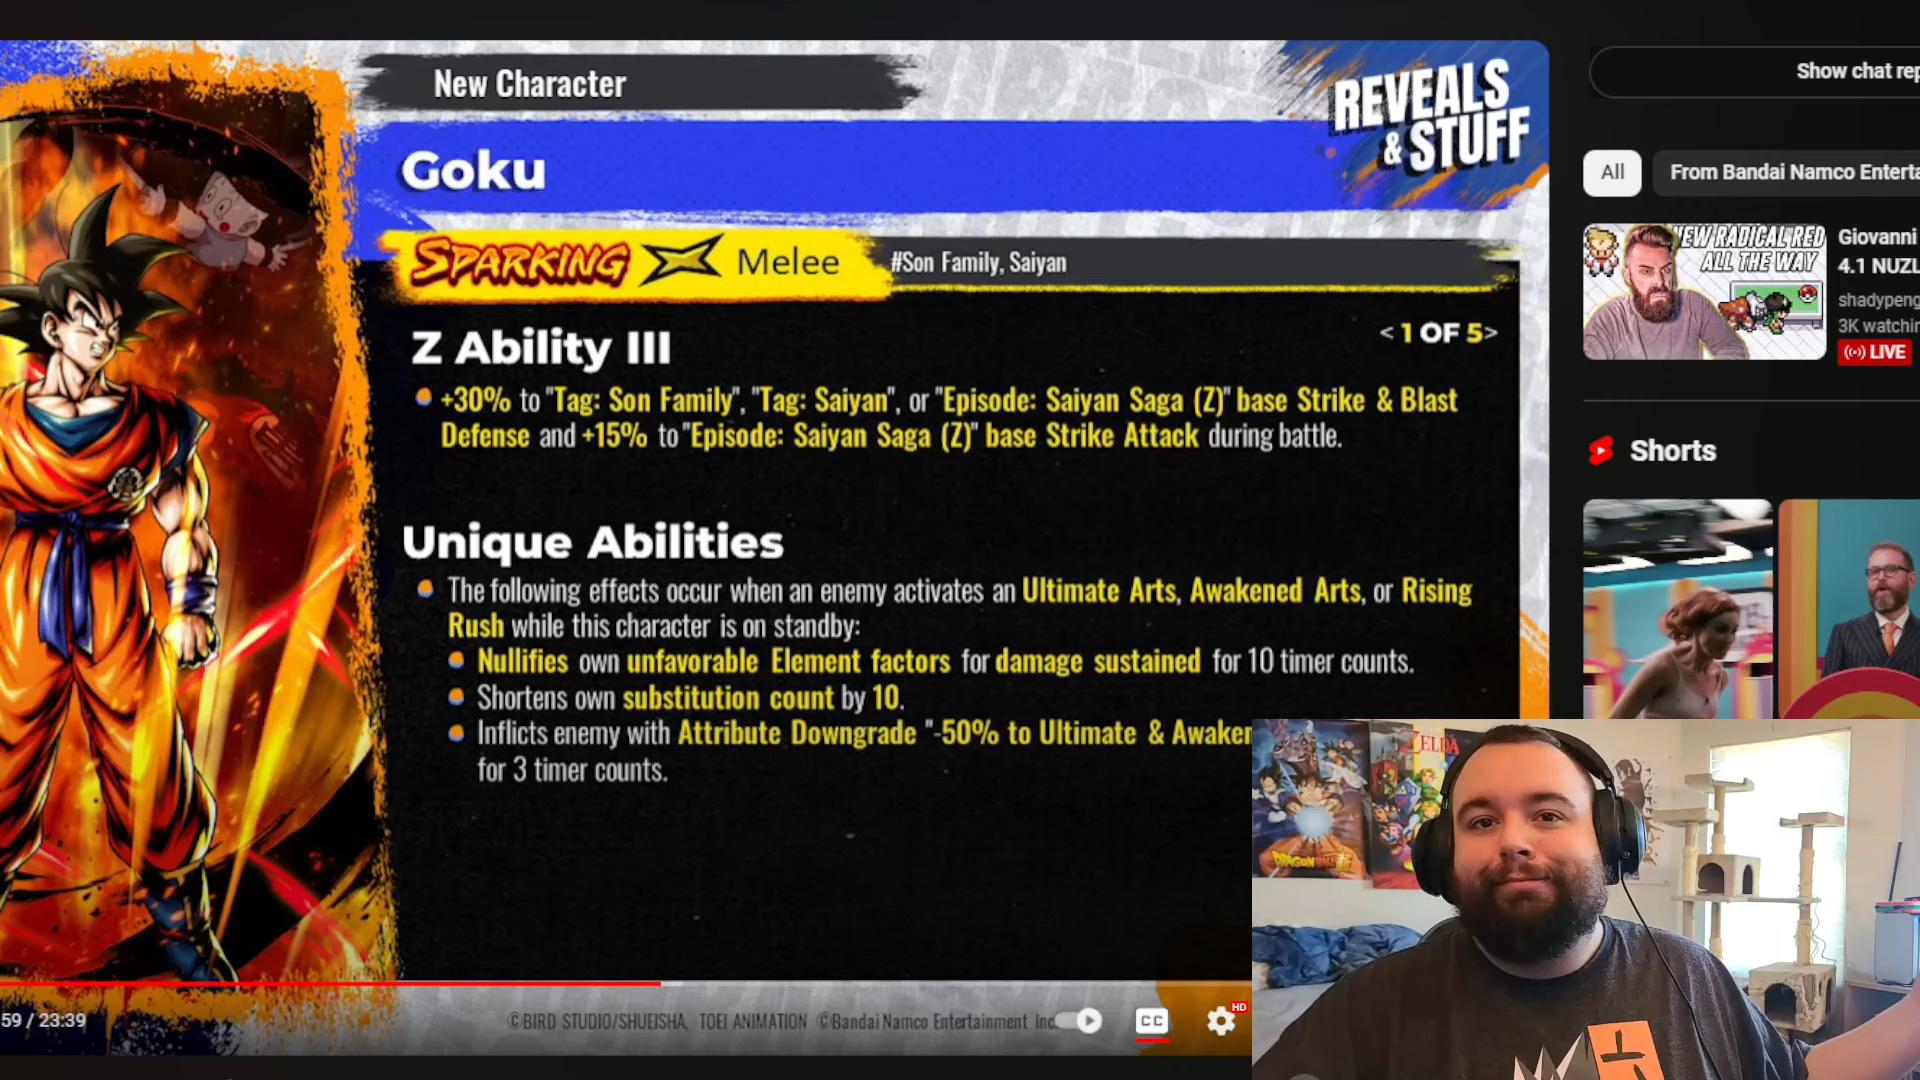 New Character
REVEALS
& STUFF
Goku
SPARKING
Melee
#Son Family, Saiyan
Z Ability III
< 1 OF 5>
+30% to "Tag: Son Family", "Tag: Saiyan", or "Episode: Saiyan Saga (Z)" base Strike & Blast
Defense and +15% to "Episode: Saiyan Saga (Z)" base Strike Attack during battle.
Unique Abilities
The following effects occur when an enemy activates an Ultimate Arts, Awakened Arts, or Rising
Rush while this character is on standby:
Nullifies own unfavorable Element factors for damage sustained for 10 timer counts.
Shortens own substitution count by 10.
Inflicts enemy with Attribute Downgrade "-50% to Ultimate & Awaken
for 3 timer counts.
59 / 23:39
©BIRD STUDIO/SHUEISHA, TOEI ANIMATION ©Bandai Namco Entertainment Inc.
CC
HD
Show chat rep
All
From Bandai Namco Enterta
NEW RADICAL RED
ALL THE WAY
Giovanni
4.1 NUZL
shadypeng
3K watchin
LIVE
Shorts
ZELDA
DRAGON BALL